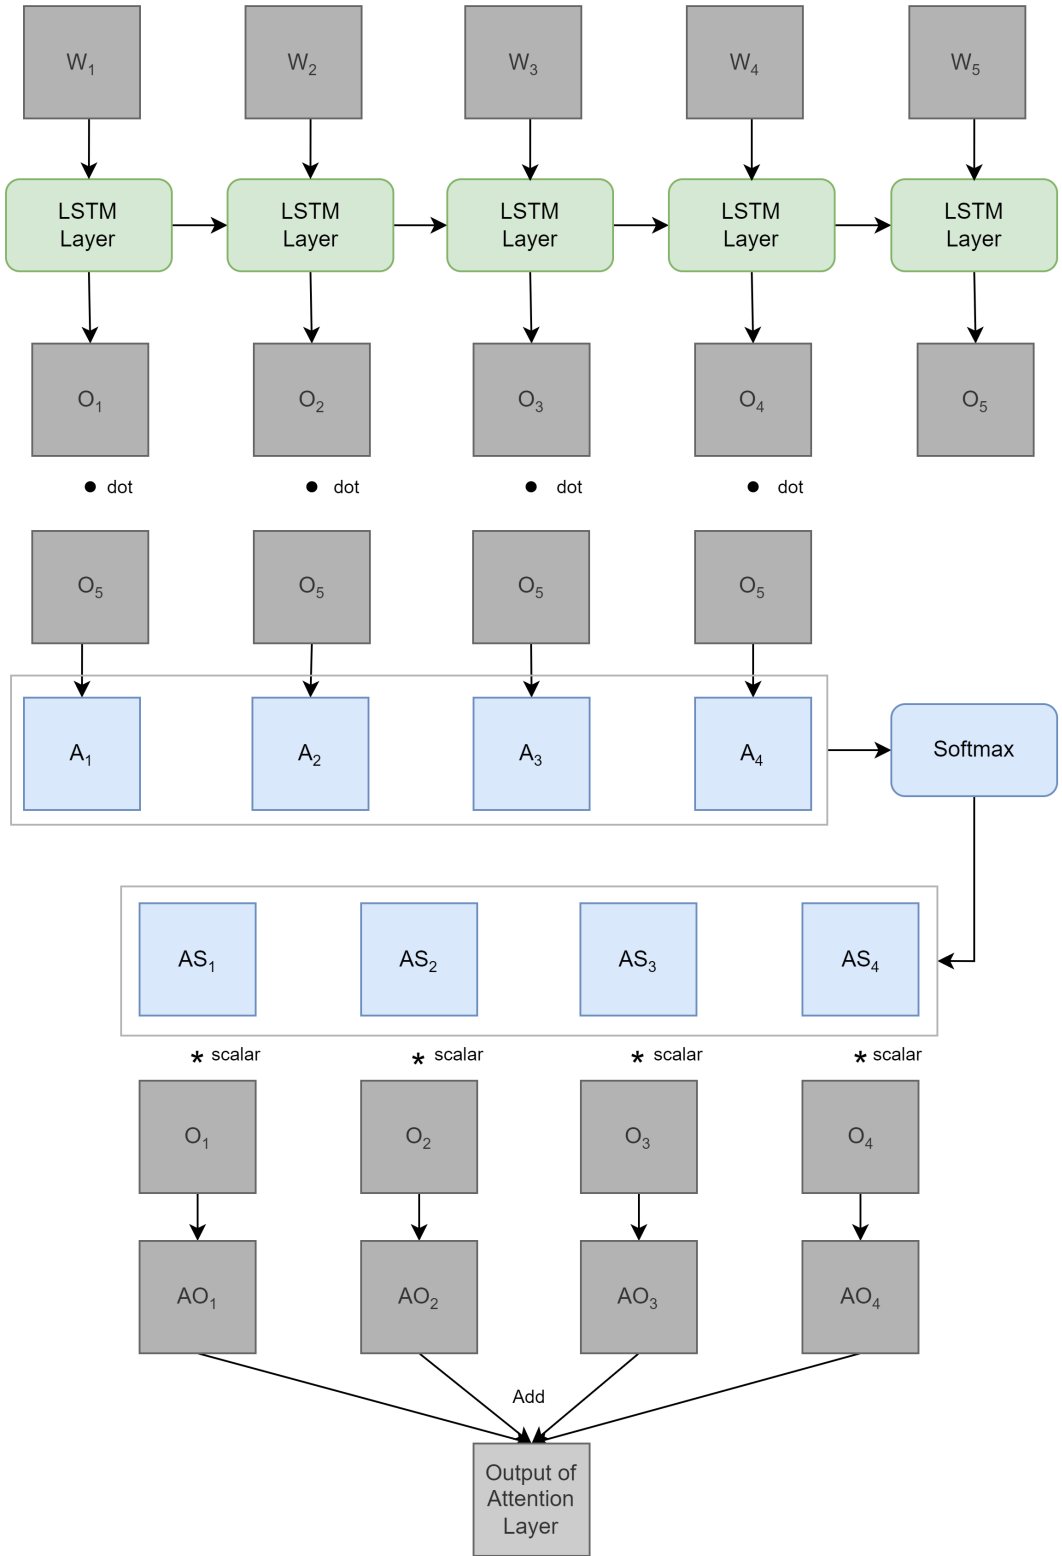 W1 W2 W3 W4 W5
LSTM Layer LSTM Layer LSTM Layer LSTM Layer LSTM Layer
O1 O2 O3 O4 O5
dot dot dot dot
O5 O5 O5 O5
A1 A2 A3 A4 Softmax
AS1 AS2 AS3 AS4
* scalar * scalar * scalar * scalar
O1 O2 O3 O4
AO1 AO2 AO3 AO4
Add
Output of
Attention
Layer